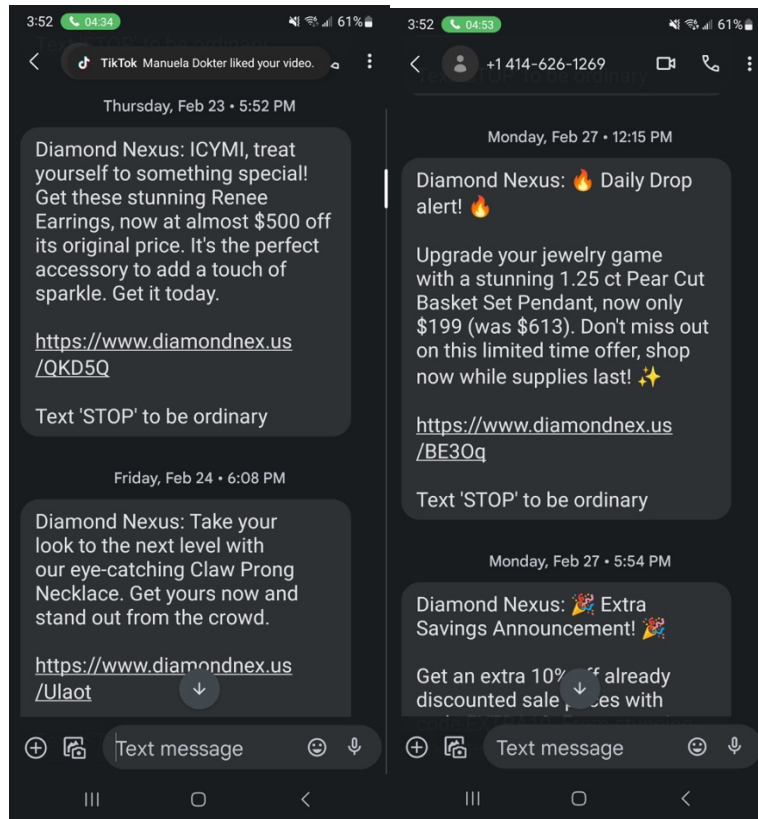 3:52 04:34 61%
TikTok Manuela Dokter liked your video.
Thursday, Feb 23 • 5:52 PM
Diamond Nexus: ICYMI, treat
yourself to something special!
Get these stunning Renee
Earrings, now at almost $500 off
its original price. It's the perfect
accessory to add a touch of
sparkle. Get it today.
https://www.diamondnex.us
/QKD5Q
Text 'STOP' to be ordinary
Friday, Feb 24 • 6:08 PM
Diamond Nexus: Take your
look to the next level with
our eye-catching Claw Prong
Necklace. Get yours now and
stand out from the crowd.
https://www.diamondnex.us
/Ulaot
Text message
3:52 04:53 61%
+1 414-626-1269
Monday, Feb 27 • 12:15 PM
Diamond Nexus: 🔥 Daily Drop
alert! 🔥
Upgrade your jewelry game
with a stunning 1.25 ct Pear Cut
Basket Set Pendant, now only
$199 (was $613). Don't miss out
on this limited time offer, shop
now while supplies last! ✨
https://www.diamondnex.us
/BE3Oq
Text 'STOP' to be ordinary
Monday, Feb 27 • 5:54 PM
Diamond Nexus: 🎉 Extra
Savings Announcement! 🎉
Get an extra 10% off already
discounted sale prices with
Text message